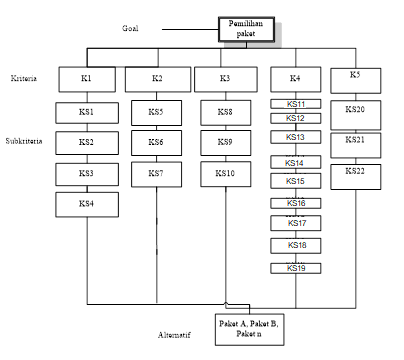 Goal
Pemilihan
paket
Kriteria
K1
K2
K3
K4
K5
Subkriteria
KS1
KS2
KS3
KS4
KS5
KS6
KS7
KS8
KS9
KS10
KS11
KS12
KS13
KS14
KS15
KS16
KS17
KS18
KS19
KS20
KS21
KS22
Alternatif
Paket A, Paket B,
Paket n